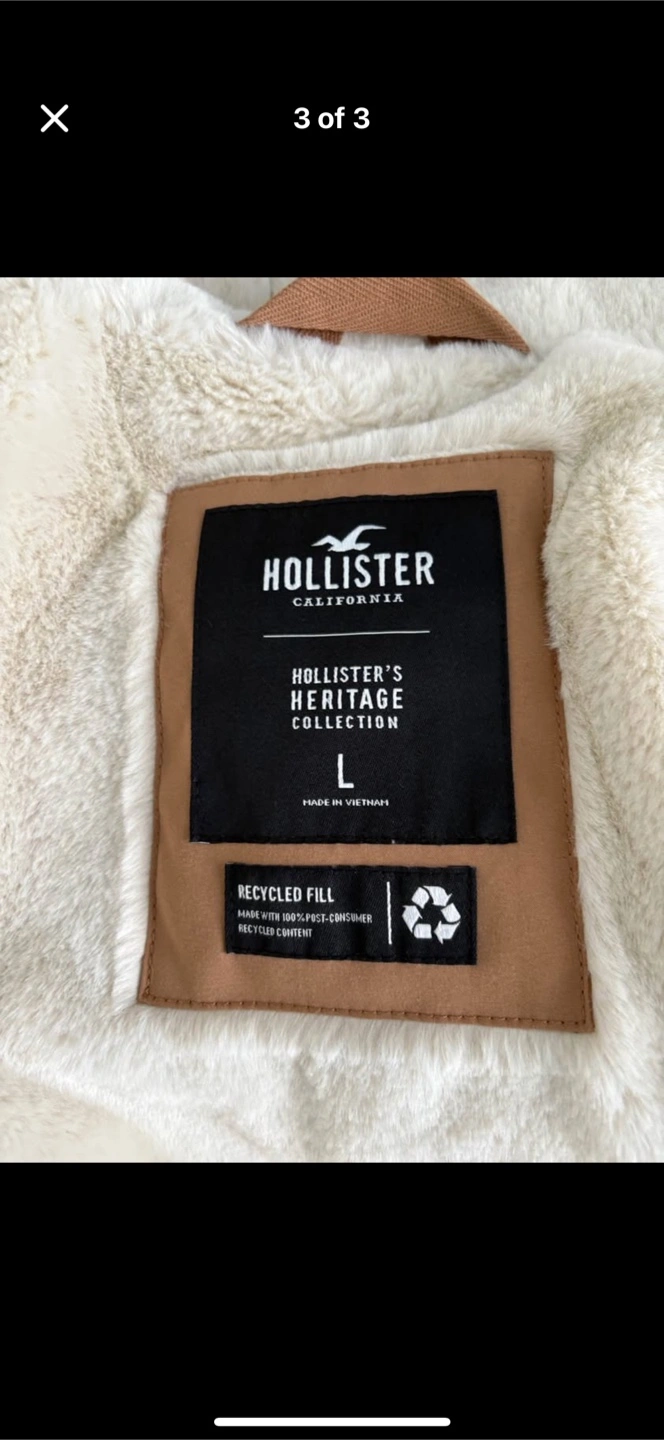 3 of 3
HOLLISTER
CALIFORNIA
HOLLISTER'S
HERITAGE
COLLECTION
L
MADE IN VIETNAM
RECYCLED FILL
MADE WITH 100% POST-CONSUMER
RECYCLED CONTENT